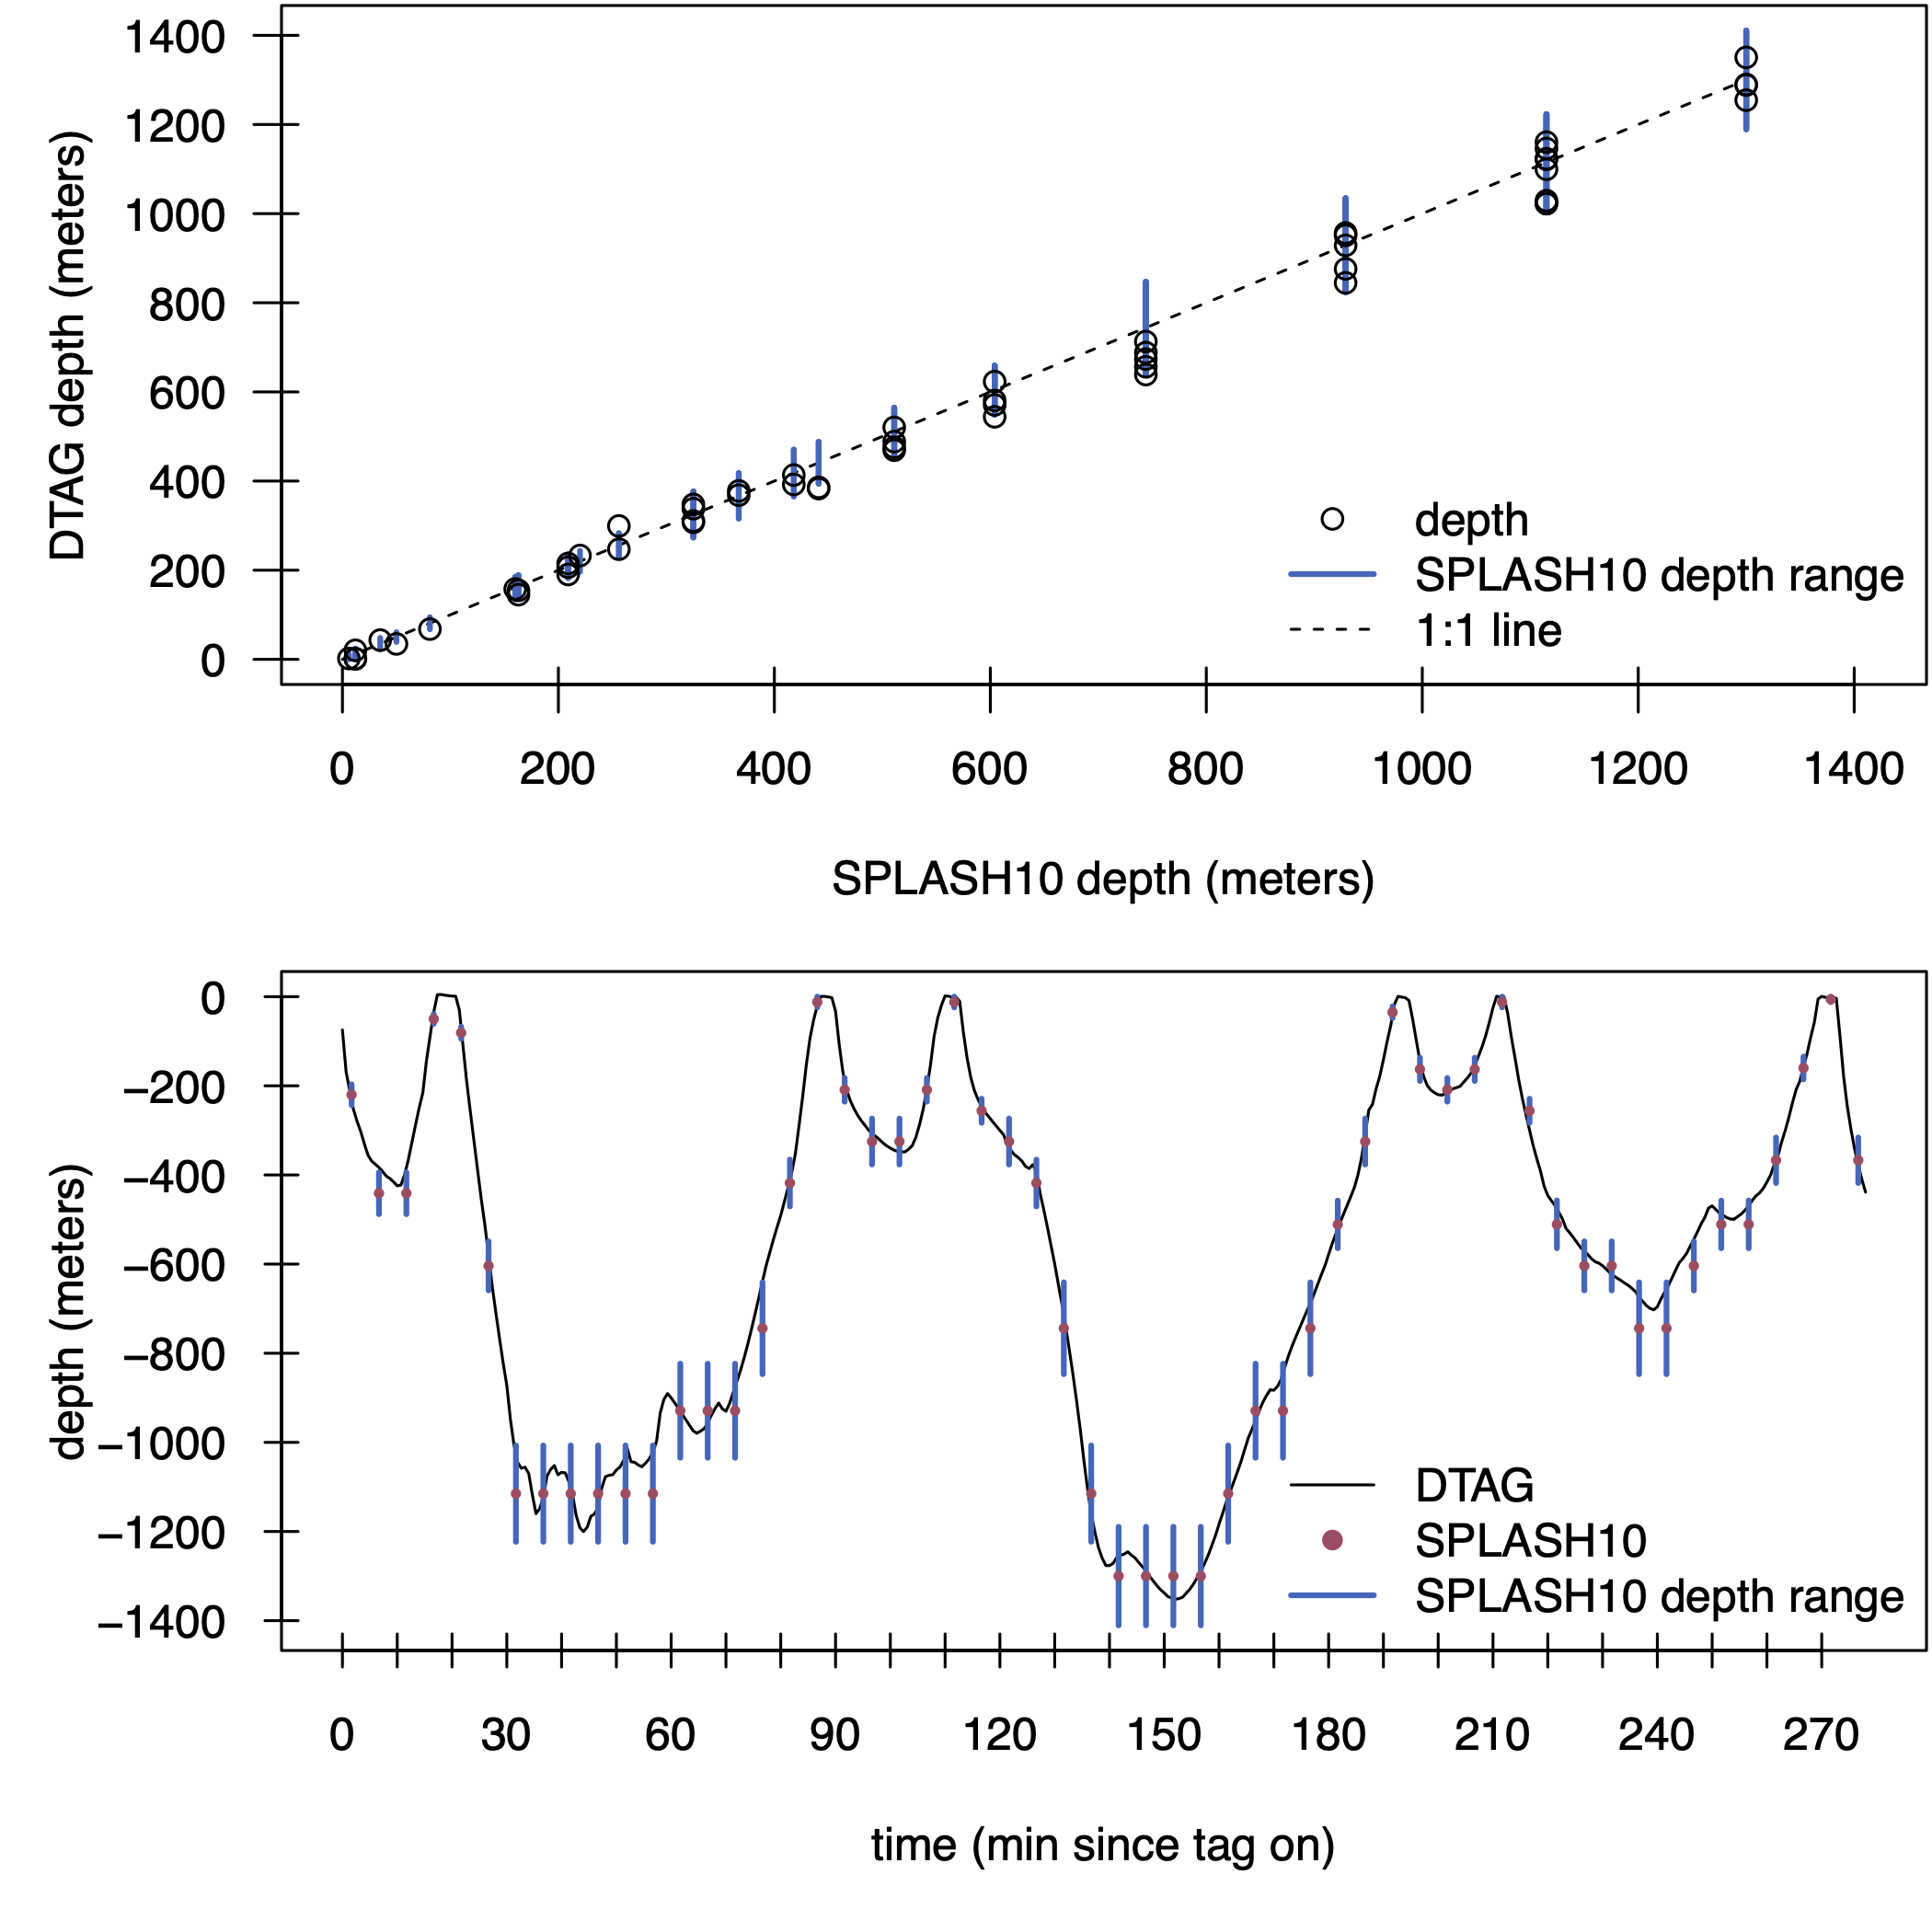 1400
1200
1000
800
600
400
200
0
DTAG depth (meters)
depth
SPLASH10 depth range
1:1 line
0 200 400 600 800 1000 1200 1400
SPLASH10 depth (meters)
0
−200
−400
−600
−800
−1000
−1200
−1400
depth (meters)
DTAG
SPLASH10
SPLASH10 depth range
0 30 60 90 120 150 180 210 240 270
time (min since tag on)